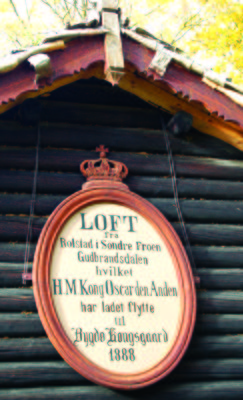 LOFT
fra
Bolstad i Søndre Froen
Gudbrandsdalen
hvilket
H.M. Kong Oscar den Anden
har ladet flytte
til
Bygdø Kongsgaard
1888